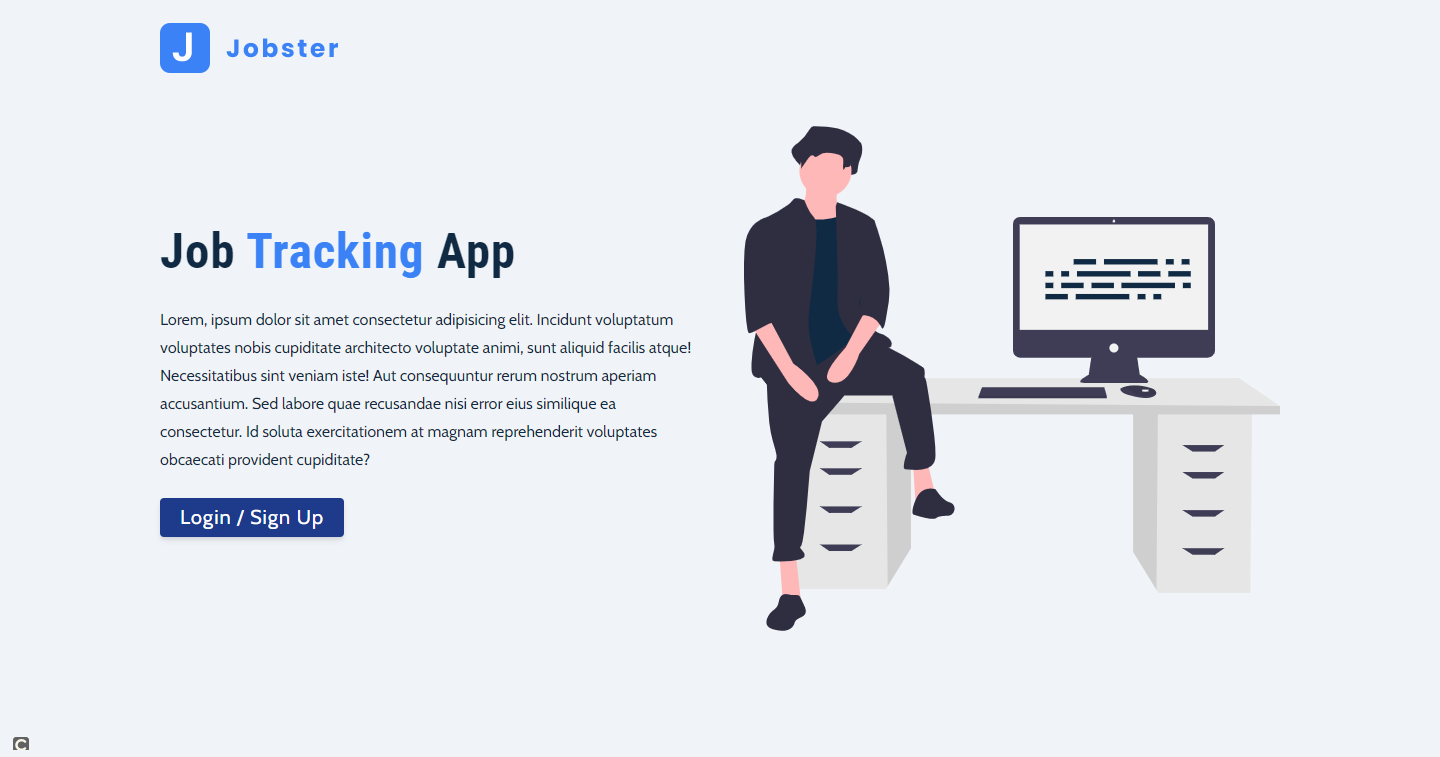 J Jobster
Job Tracking App
Lorem, ipsum dolor sit amet consectetur adipisicing elit. Incidunt voluptatum
voluptates nobis cupiditate architecto voluptate animi, sunt aliquid facilis atque!
Necessitatibus sint veniam iste! Aut consequuntur rerum nostrum aperiam
accusantium. Sed labore quae recusandae nisi error eius similique ea
consectetur. Id soluta exercitationem at magnam reprehenderit voluptates
obcaecati provident cupiditate?
Login / Sign Up
C